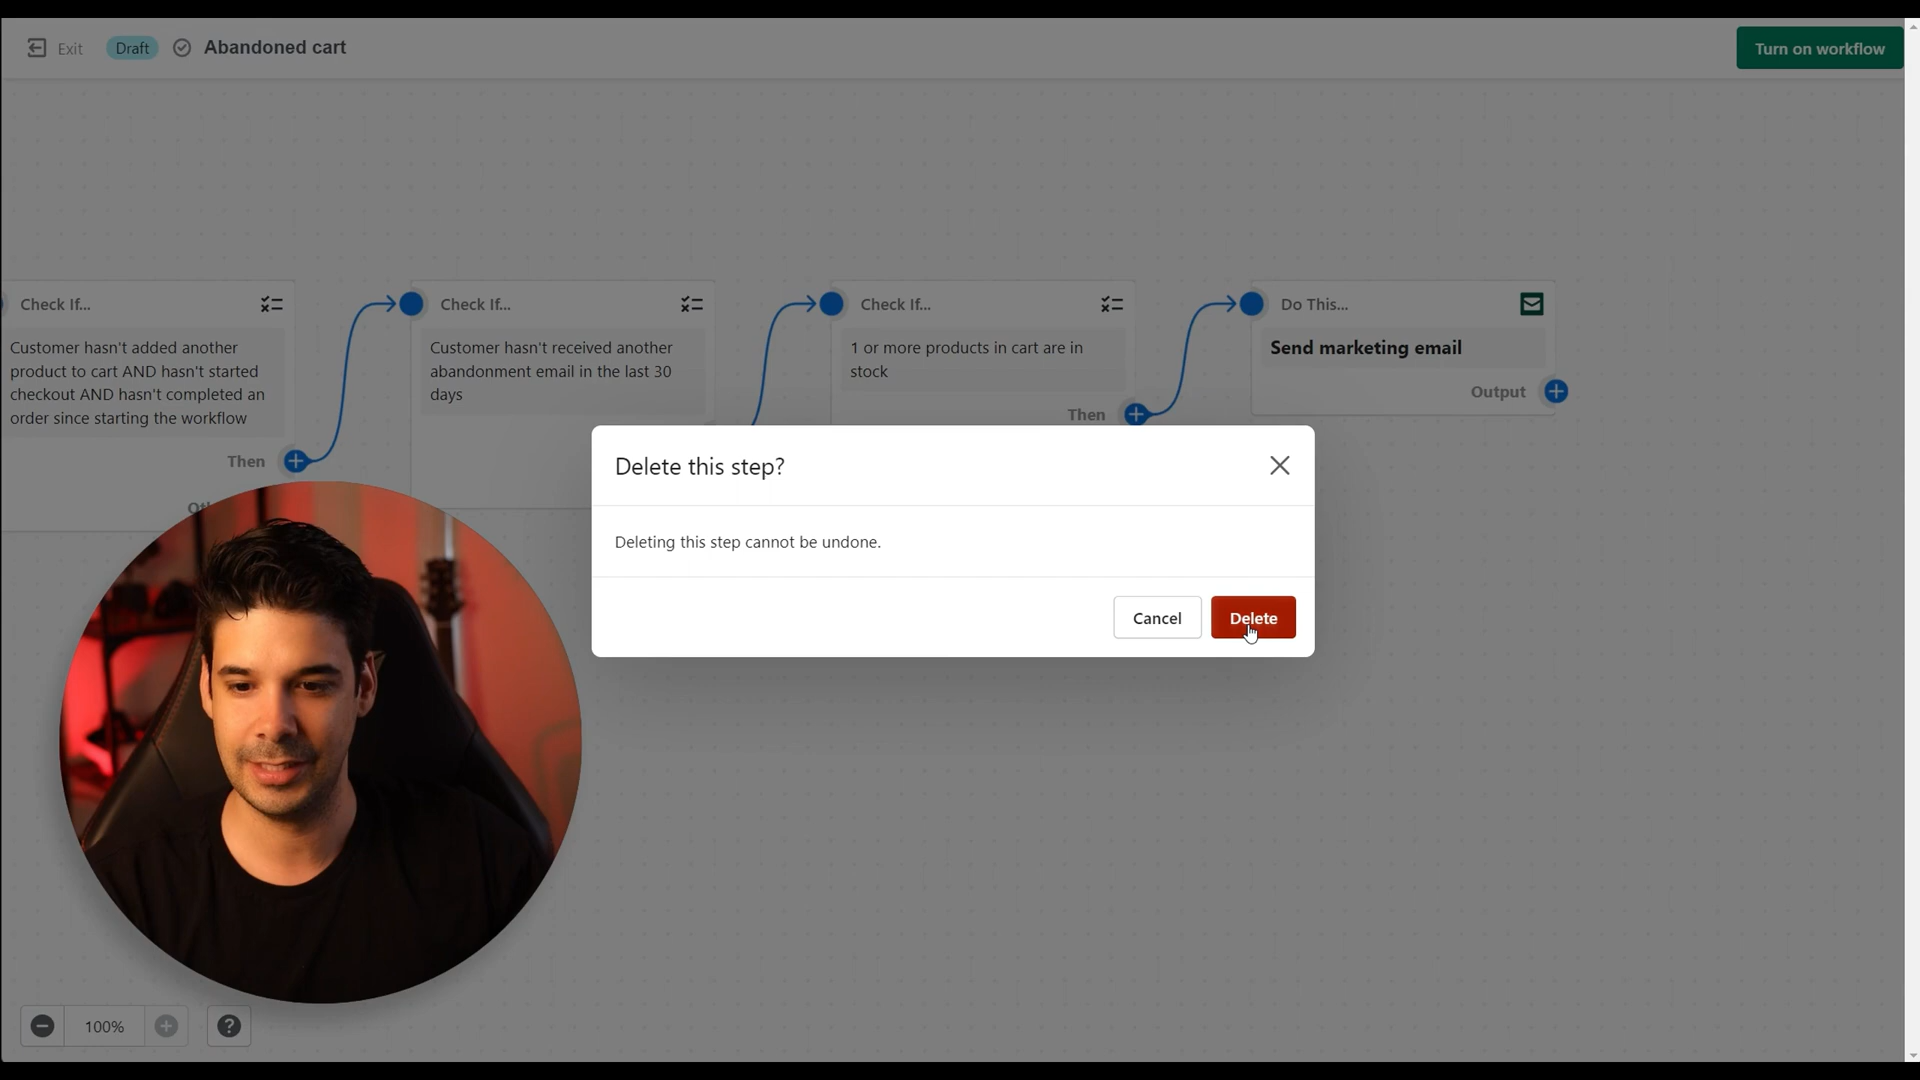 Exit
Draft
Abandoned cart
Turn on workflow
Check If...
Customer hasn't added another
product to cart AND hasn't started
checkout AND hasn't completed an
order since starting the workflow
Then
Check If...
Customer hasn't received another
abandonment email in the last 30
days
Check If...
1 or more products in cart are in
stock
Then
Do This...
Send marketing email
Output
Delete this step?
Deleting this step cannot be undone.
Cancel
Delete
100%
?